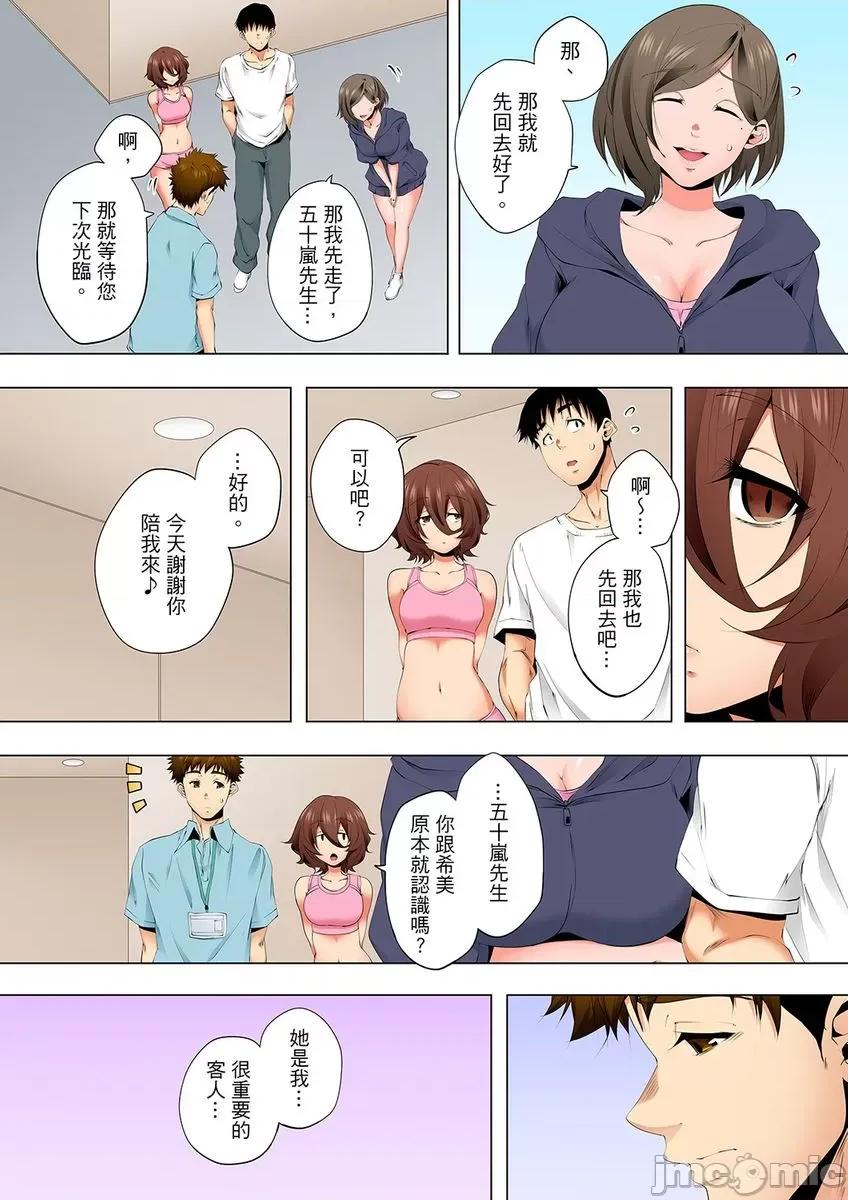 那、
那我就
先回去好了。
那我先走了，
五十嵐先生…
啊，
那就等待您
下次光臨。
啊～…
那我也
先回去吧…
可以吧？
…好的。
今天謝謝你
陪我來♪
…五十嵐先生
你跟希美
原本就認識嗎？
她是我…
很重要的
客人…
jmcomic